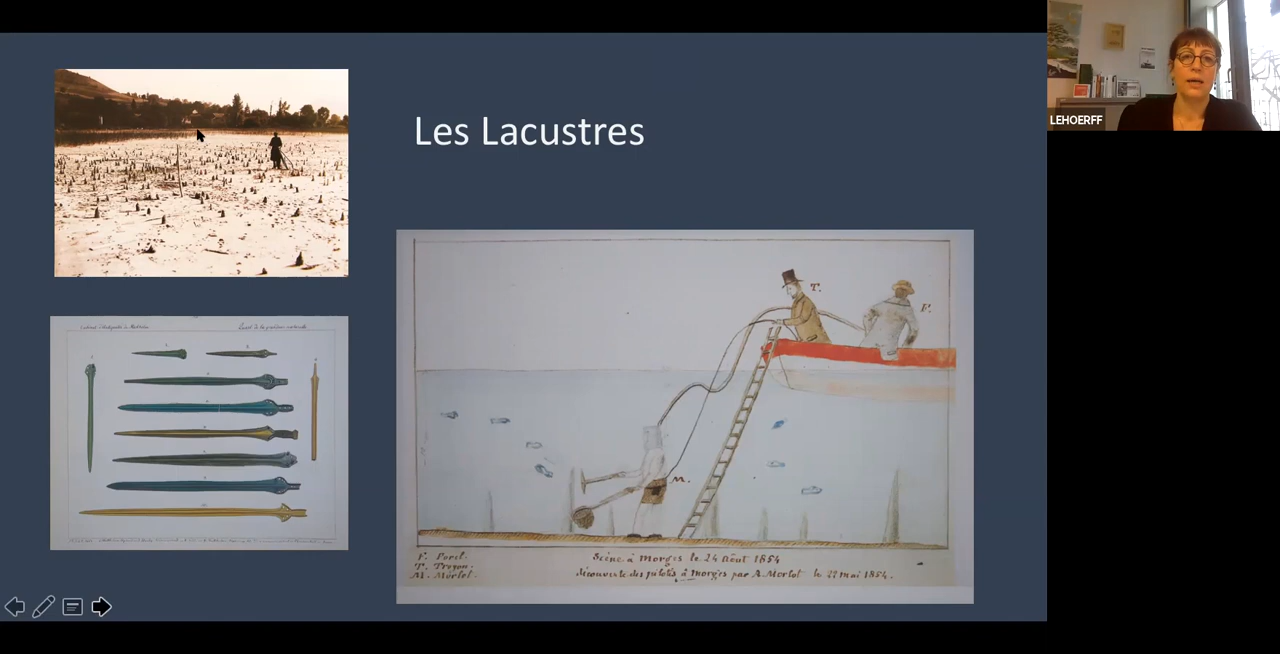 Les Lacustres
LEHOERFF
T.
F.
M.
F. Forel.
T. Troyon.
M. Morlot.
Scène à Morges le 24 Août 1854
découverte des pilotis à Morges par A. Morlot le 22 mai 1854.